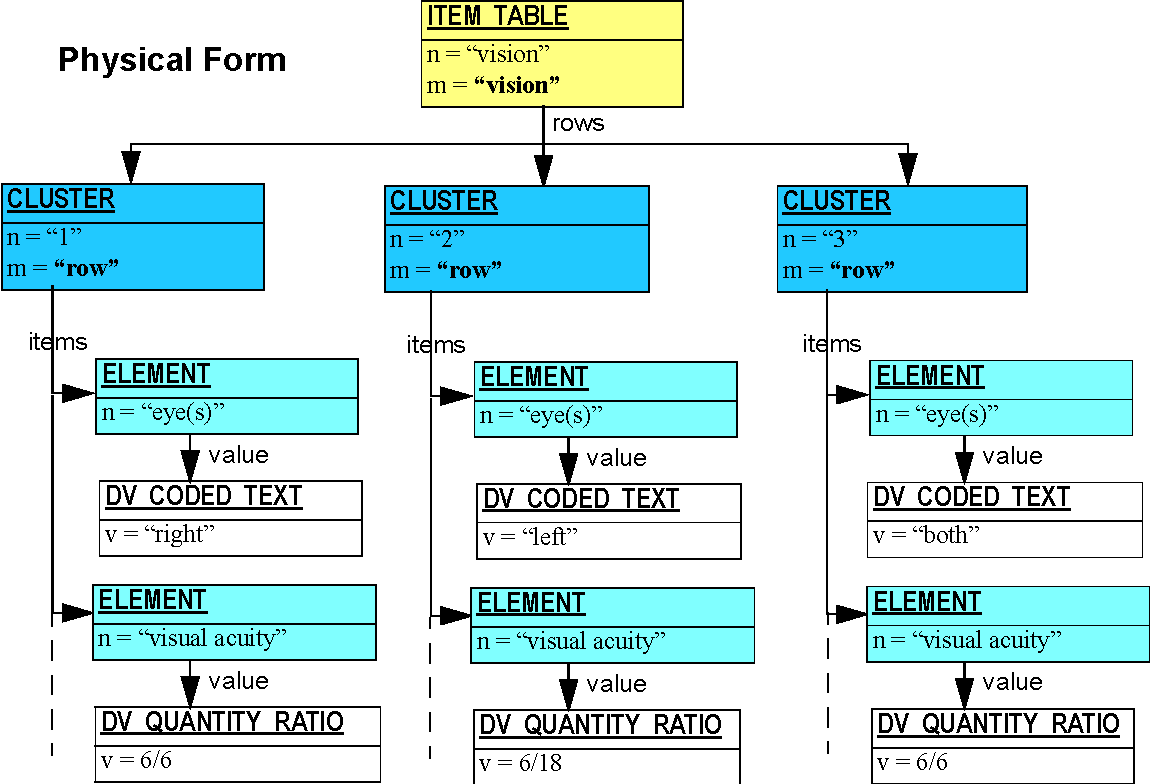 ITEM_TABLE
Physical Form
n = “vision”
m = “vision”
rows
CLUSTER
n = “1”
m = “row”
CLUSTER
n = “2”
m = “row”
CLUSTER
n = “3”
m = “row”
items
items
items
ELEMENT
n = “eye(s)”
value
DV_CODED_TEXT
v = “right”
ELEMENT
n = “visual acuity”
value
DV_QUANTITY_RATIO
v = 6/6
ELEMENT
n = “eye(s)”
value
DV_CODED_TEXT
v = “left”
ELEMENT
n = “visual acuity”
value
DV_QUANTITY_RATIO
v = 6/18
ELEMENT
n = “eye(s)”
value
DV_CODED_TEXT
v = “both”
ELEMENT
n = “visual acuity”
value
DV_QUANTITY_RATIO
v = 6/6